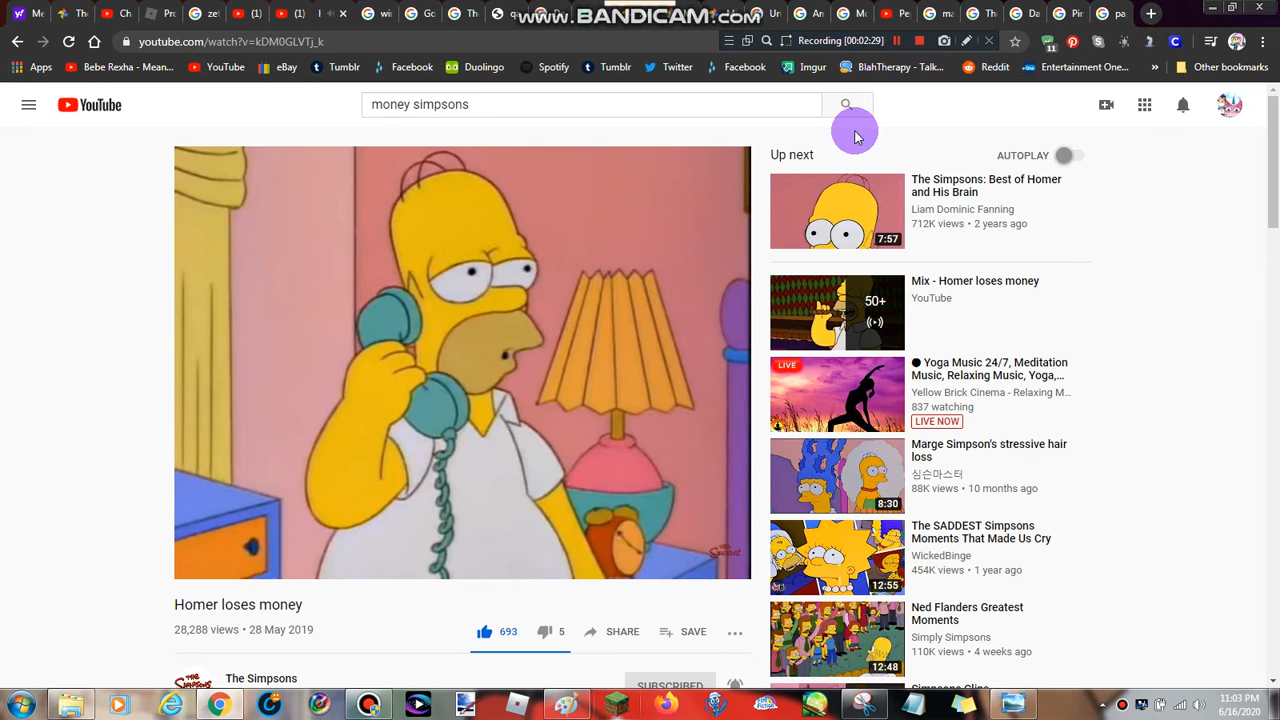 www.BANDICAM.com
Recording [00:02:29]
youtube.com/watch?v=kDM0GLVTj_k
11
Apps
Bebe Rexha - Mean...
YouTube
eBay
Tumblr
Facebook
Duolingo
Spotify
Tumblr
Twitter
Facebook
Imgur
BlahTherapy - Talk...
Reddit
Entertainment One...
»
Other bookmarks
YouTube
money simpsons
Up next
AUTOPLAY
7:57
The Simpsons: Best of Homer
and His Brain
Liam Dominic Fanning
712K views • 2 years ago
50+
Mix - Homer loses money
YouTube
LIVE
Yoga Music 24/7, Meditation
Music, Relaxing Music, Yoga,...
Yellow Brick Cinema - Relaxing M...
837 watching
LIVE NOW
8:30
Marge Simpson's stressive hair
loss
심슨마스터
88K views • 10 months ago
12:55
The SADDEST Simpsons
Moments That Made Us Cry
WickedBinge
454K views • 1 year ago
12:48
Ned Flanders Greatest
Moments
Simply Simpsons
110K views • 4 weeks ago
Homer loses money
28,288 views • 28 May 2019
693
5
SHARE
SAVE
The Simpsons
SUBSCRIBED
11:03 PM
6/16/2020